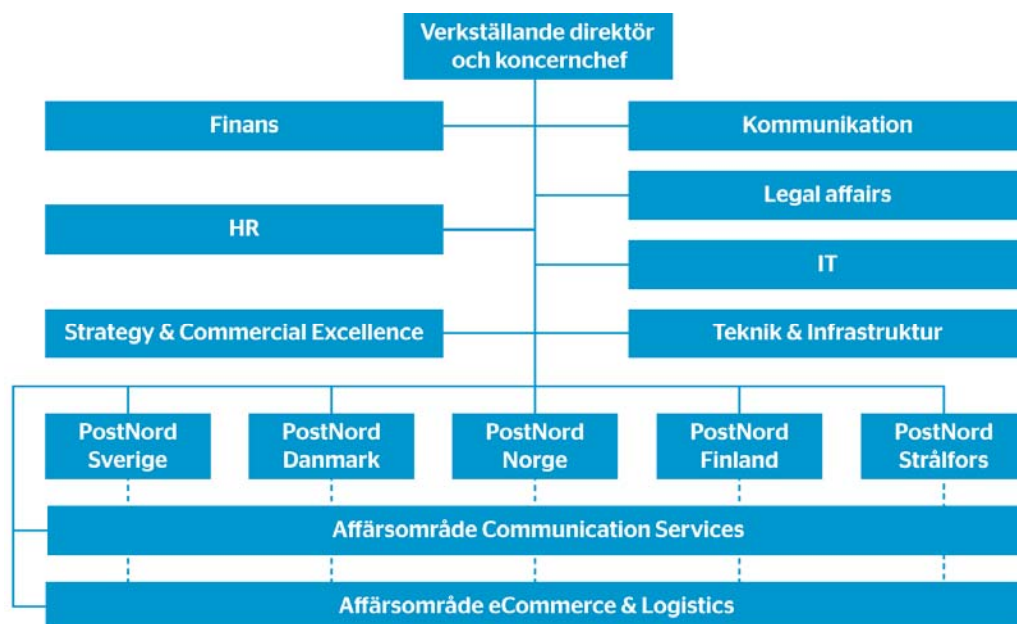 Verkställande direktör
och koncernchef
Finans
Kommunikation
Legal affairs
HR
IT
Strategy & Commercial Excellence
Teknik & Infrastruktur
PostNord
Sverige
PostNord
Danmark
PostNord
Norge
PostNord
Finland
PostNord
Strålfors
Affärsområde Communication Services
Affärsområde eCommerce & Logistics